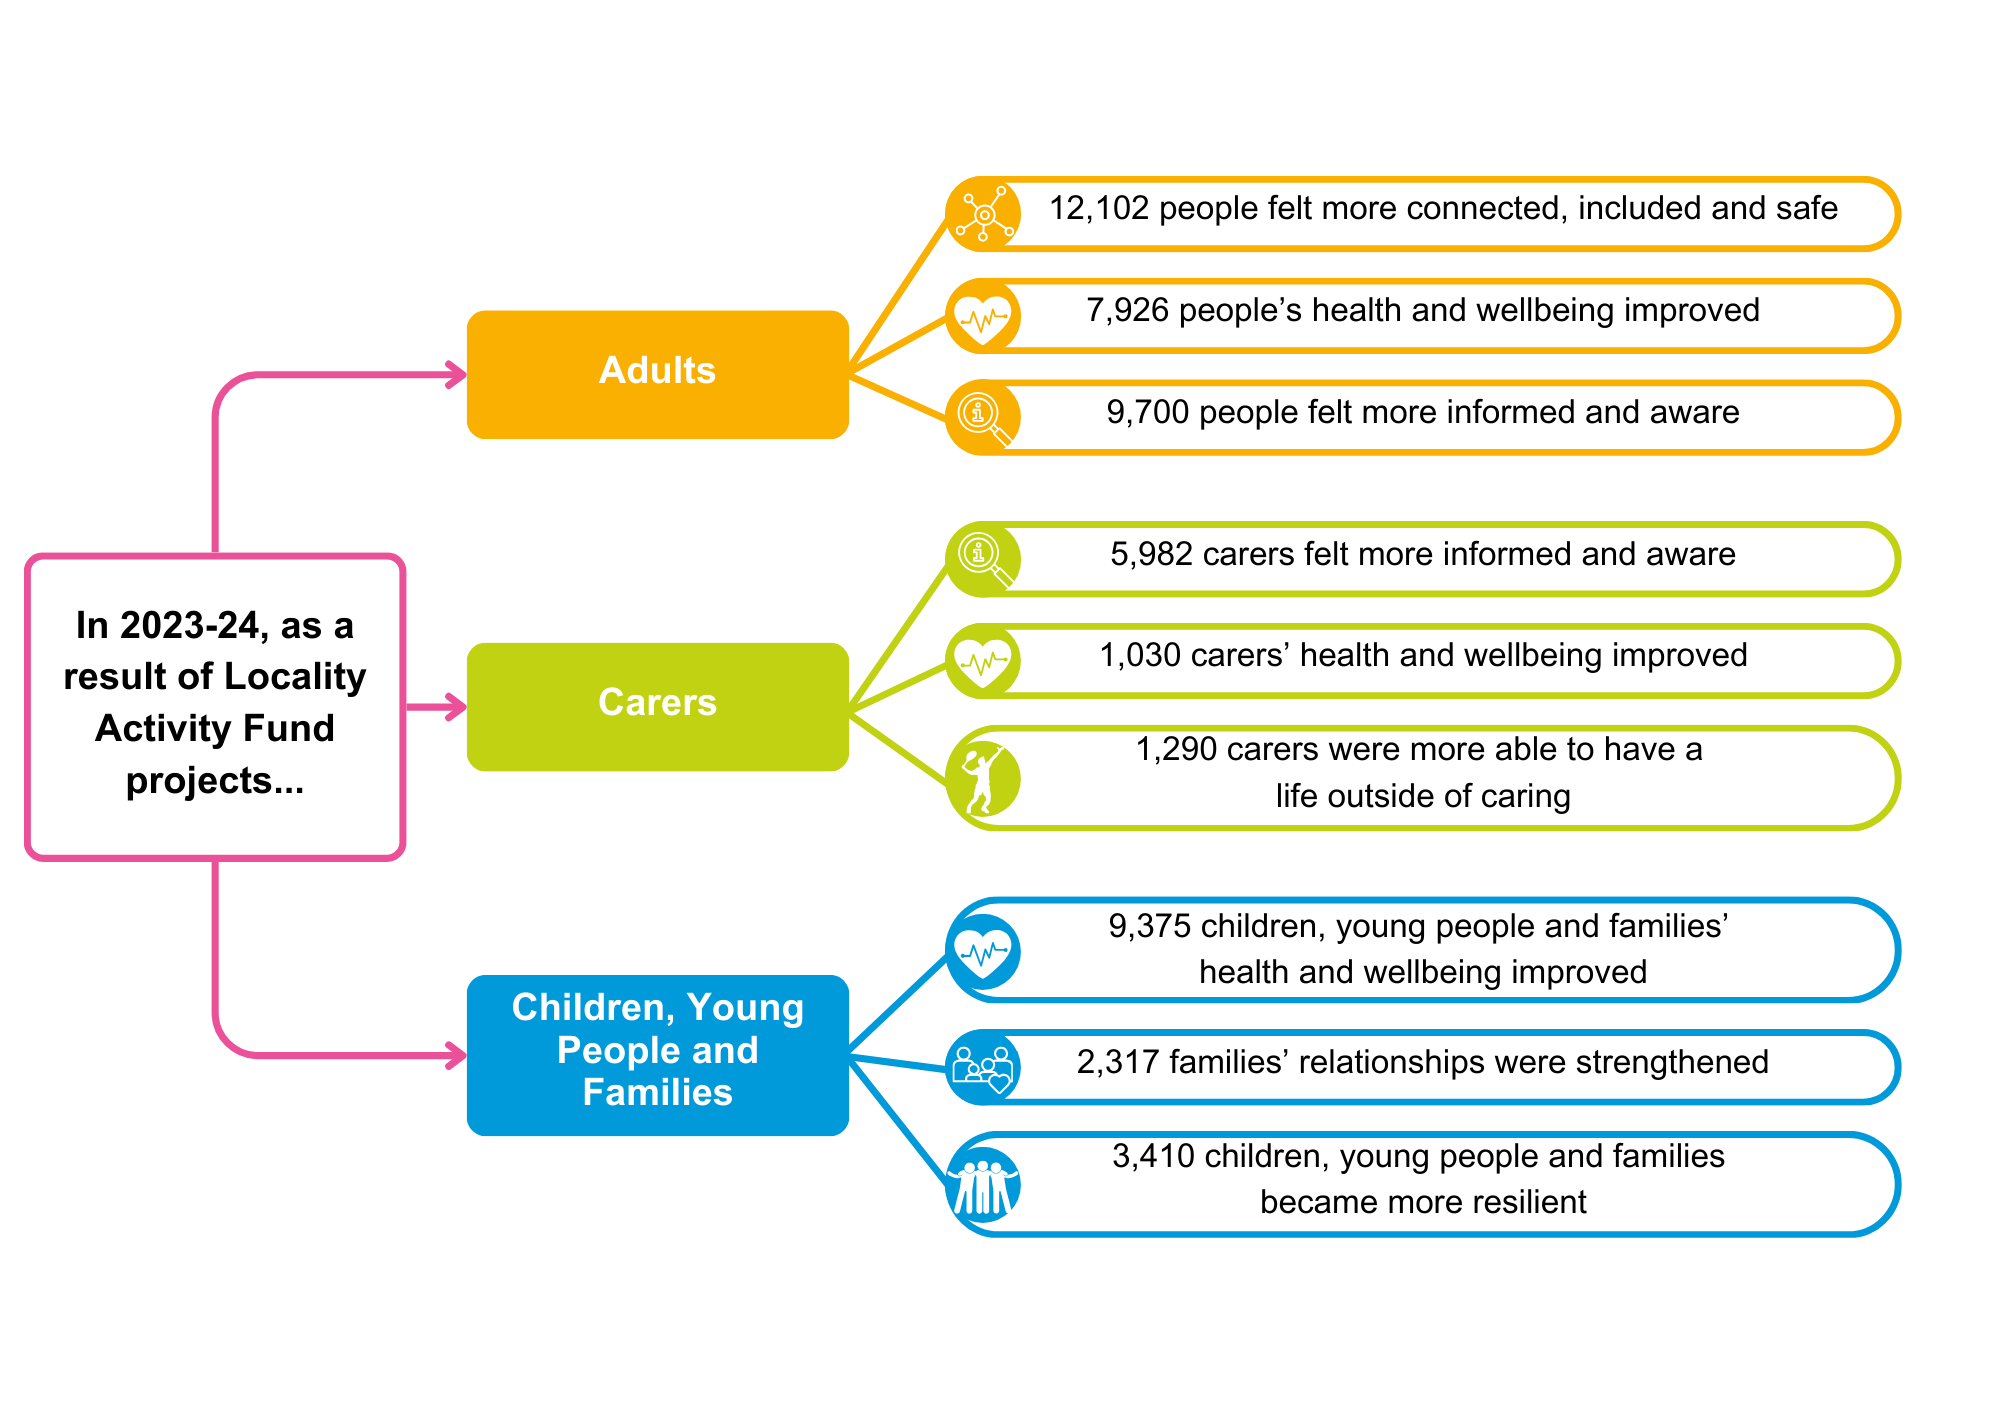 In 2023-24, as a
result of Locality
Activity Fund
projects...
Adults
12,102 people felt more connected, included and safe
7,926 people’s health and wellbeing improved
9,700 people felt more informed and aware
Carers
5,982 carers felt more informed and aware
1,030 carers’ health and wellbeing improved
1,290 carers were more able to have a
life outside of caring
Children, Young
People and
Families
9,375 children, young people and families’
health and wellbeing improved
2,317 families’ relationships were strengthened
3,410 children, young people and families
became more resilient